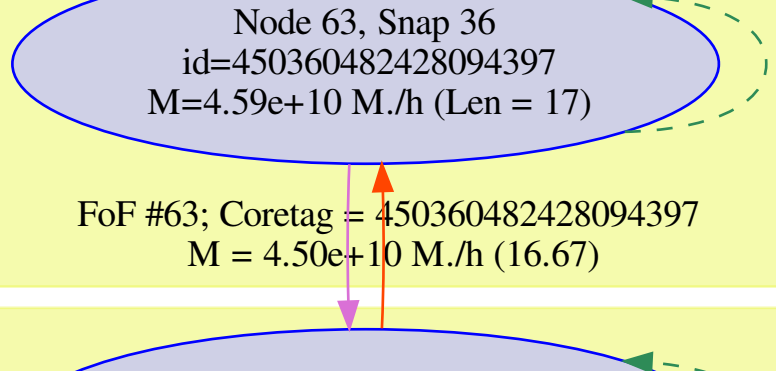 Node 63, Snap 36
id=450360482428094397
M=4.59e+10 M./h (Len = 17)
FoF #63; Coretag = 450360482428094397
M = 4.50e+10 M./h (16.67)